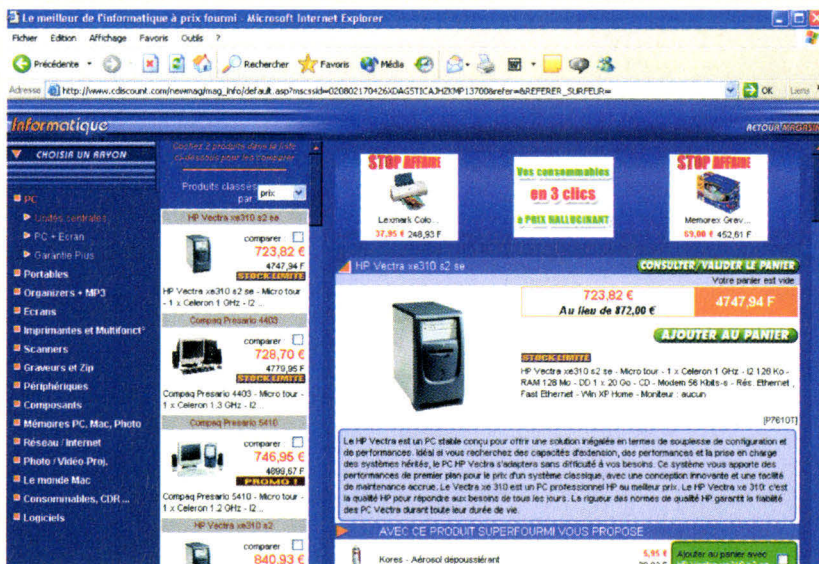 Le meilleur de l'informatique à prix fourmi - Microsoft Internet Explorer
Fichier Edition Affichage Favoris Outils ?
Précédente Rechercher Favoris Média
Adresse http://www.cdiscount.com/newmag/mag_info/default.asp? OK Liens
Informatique
RETOUR MAGASIN
CHOISIR UN RAYON
PC
Unités centrales
PC + Ecran
Garantie Plus
Portables
Organizers + MP3
Ecrans
Imprimantes et Multifonct°
Scanners
Graveurs et Zip
Périphériques
Composants
Mémoires PC, Mac, Photo
Réseau / Internet
Photo / Vidéo-Proj.
Le monde Mac
Consommables, CDR ...
Logiciels
Cochez 2 produits dans la liste
ci-dessous pour les comparer
Produits classés
par prix
HP Vectra xe310 s2 se
comparer
723,82 €
4747,94 F
STOCK LIMITE
HP Vectra xe310 s2 se - Micro tour
- 1 x Celeron 1 GHz - l2 ...
Compaq Presario 4403
comparer
728,70 €
4779,95 F
STOCK LIMITE
Compaq Presario 4403 - Micro tour -
1 x Celeron 1.3 GHz - l2...
Compaq Presario 5410
comparer
746,95 €
4899,67 F
PROMO !
Compaq Presario 5410 - Micro tour -
1 x Celeron 1.2 GHz - l2...
HP Vectra xe310 s2
comparer
840,93 €
STOP AFFAIRE
Lexmark Colo...
37,95 € 248,93 F
Vos consommables
en 3 clics
à PRIX HALLUCINANT
STOP AFFAIRE
Memorex Grav...
69,00 € 452,61 F
HP Vectra xe310 s2 se
CONSULTER/VALIDER LE PANIER
Votre panier est vide
723,82 €
Au lieu de 872,00 €
4747,94 F
AJOUTER AU PANIER
STOCK LIMITE
HP Vectra xe310 s2 se - Micro tour - 1 x Celeron 1 GHz - l2 128 Ko -
RAM 128 Mo - DD 1 x 20 Go - CD - Modem 56 Kbits-s - Rés. Ethernet ,
Fast Ethernet - Win XP Home - Moniteur : aucun
[P7610T]
Le HP Vectra est un PC stable conçu pour offrir une solution inégalée en termes de souplesse de configuration et
de performances. Idéal si vous recherchez des capacités d'extension, des performances et la prise en charge
des systèmes hérités, le PC HP Vectra s'adaptera sans difficulté à vos besoins. Ce système vous apporte des
performances de premier plan pour le prix d'un système classique, avec une conception innovante et une facilité
de maintenance accrue. Le Vectra xe 310 est un PC professionnel HP au meilleur prix. Le HP Vectra xe 310: c'est
la qualité HP pour répondre aux besoins de tous les jours. La rigueur des normes de qualité HP garantit la fiabilité
des PC Vectra durant toute leur durée de vie.
AVEC CE PRODUIT SUPERFOURMI VOUS PROPOSE
Kores - Aérosol dépoussiérant
5,95 €
Ajouter au panier avec